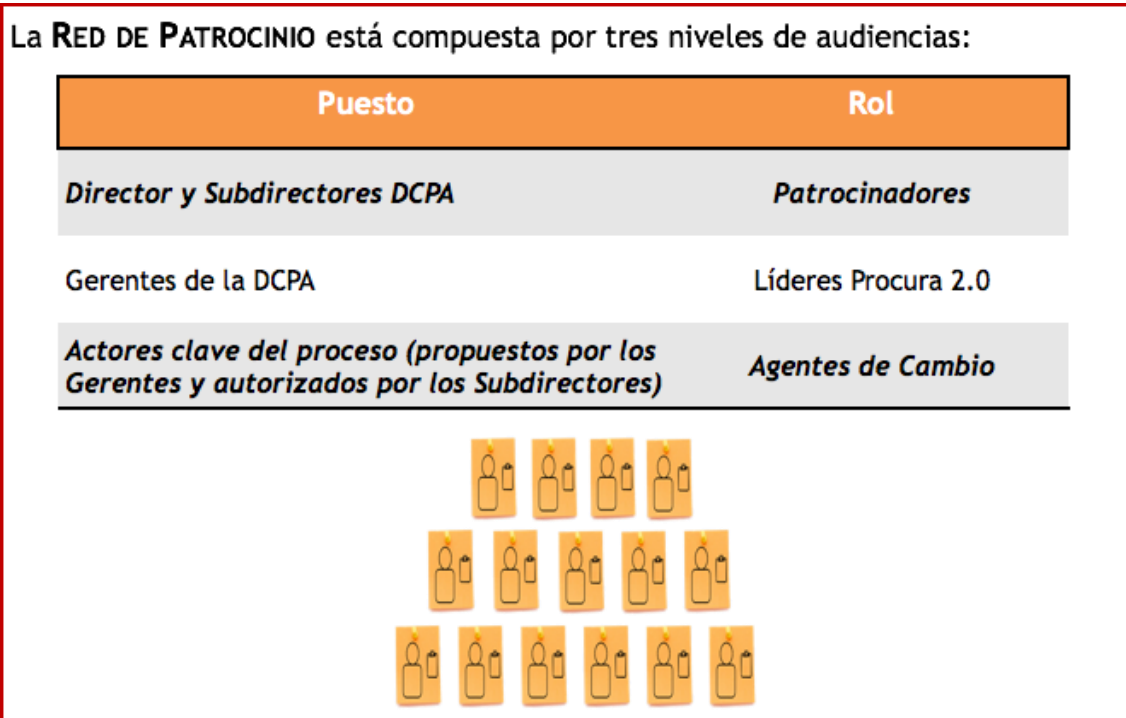 La RED DE PATROCINIO está compuesta por tres niveles de audiencias:
Puesto Rol
Director y Subdirectores DCPA Patrocinadores
Gerentes de la DCPA Líderes Procura 2.0
Actores clave del proceso (propuestos por los
Gerentes y autorizados por los Subdirectores) Agentes de Cambio